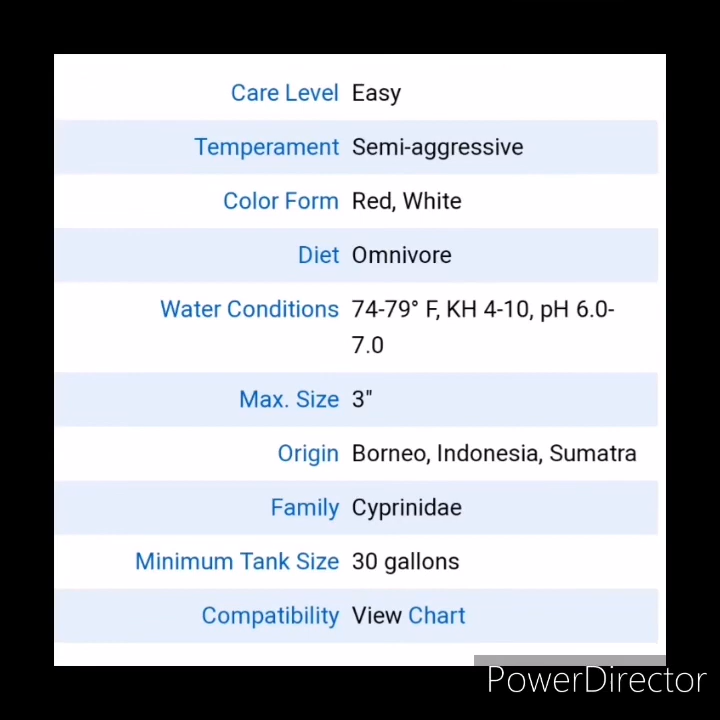 Care Level Easy
Temperament Semi-aggressive
Color Form Red, White
Diet Omnivore
Water Conditions 74-79° F, KH 4-10, pH 6.0-
7.0
Max. Size 3"
Origin Borneo, Indonesia, Sumatra
Family Cyprinidae
Minimum Tank Size 30 gallons
Compatibility View Chart
PowerDirector